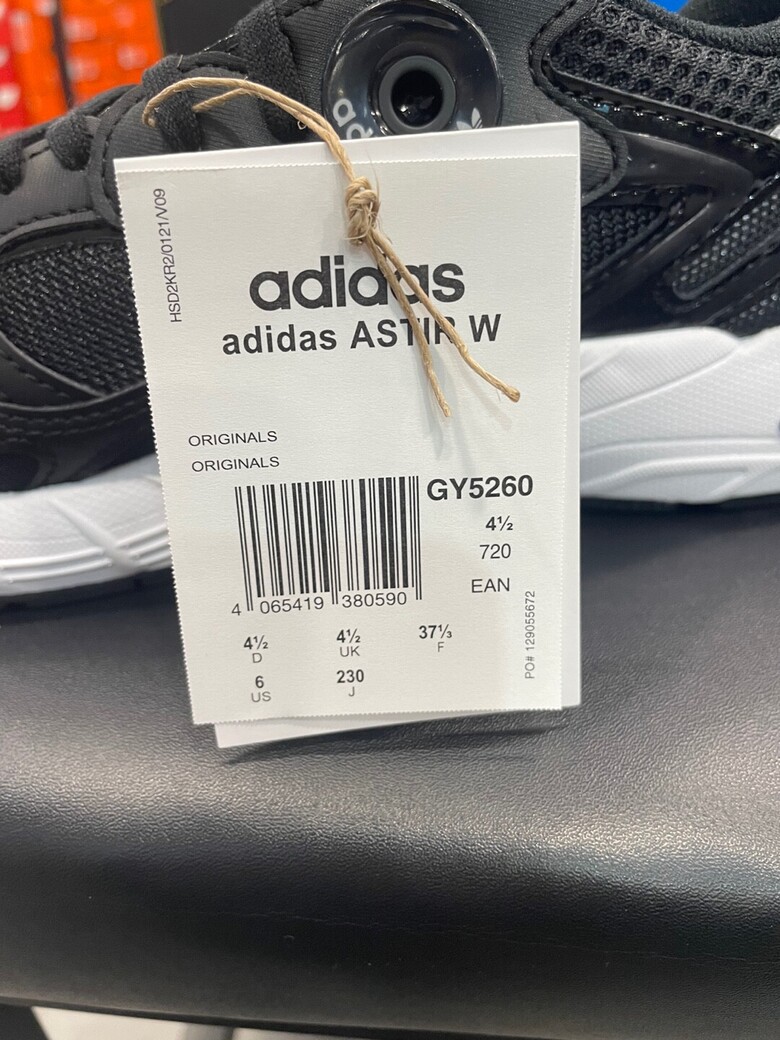 ad
HSD2KR2/0121/V09
adidas
adidas ASTIR W
ORIGINALS
ORIGINALS
GY5260
4½
720
EAN
4 065419 380590
PO# 129055672
4½ 4½ 37⅓
D UK F
6 230
US J